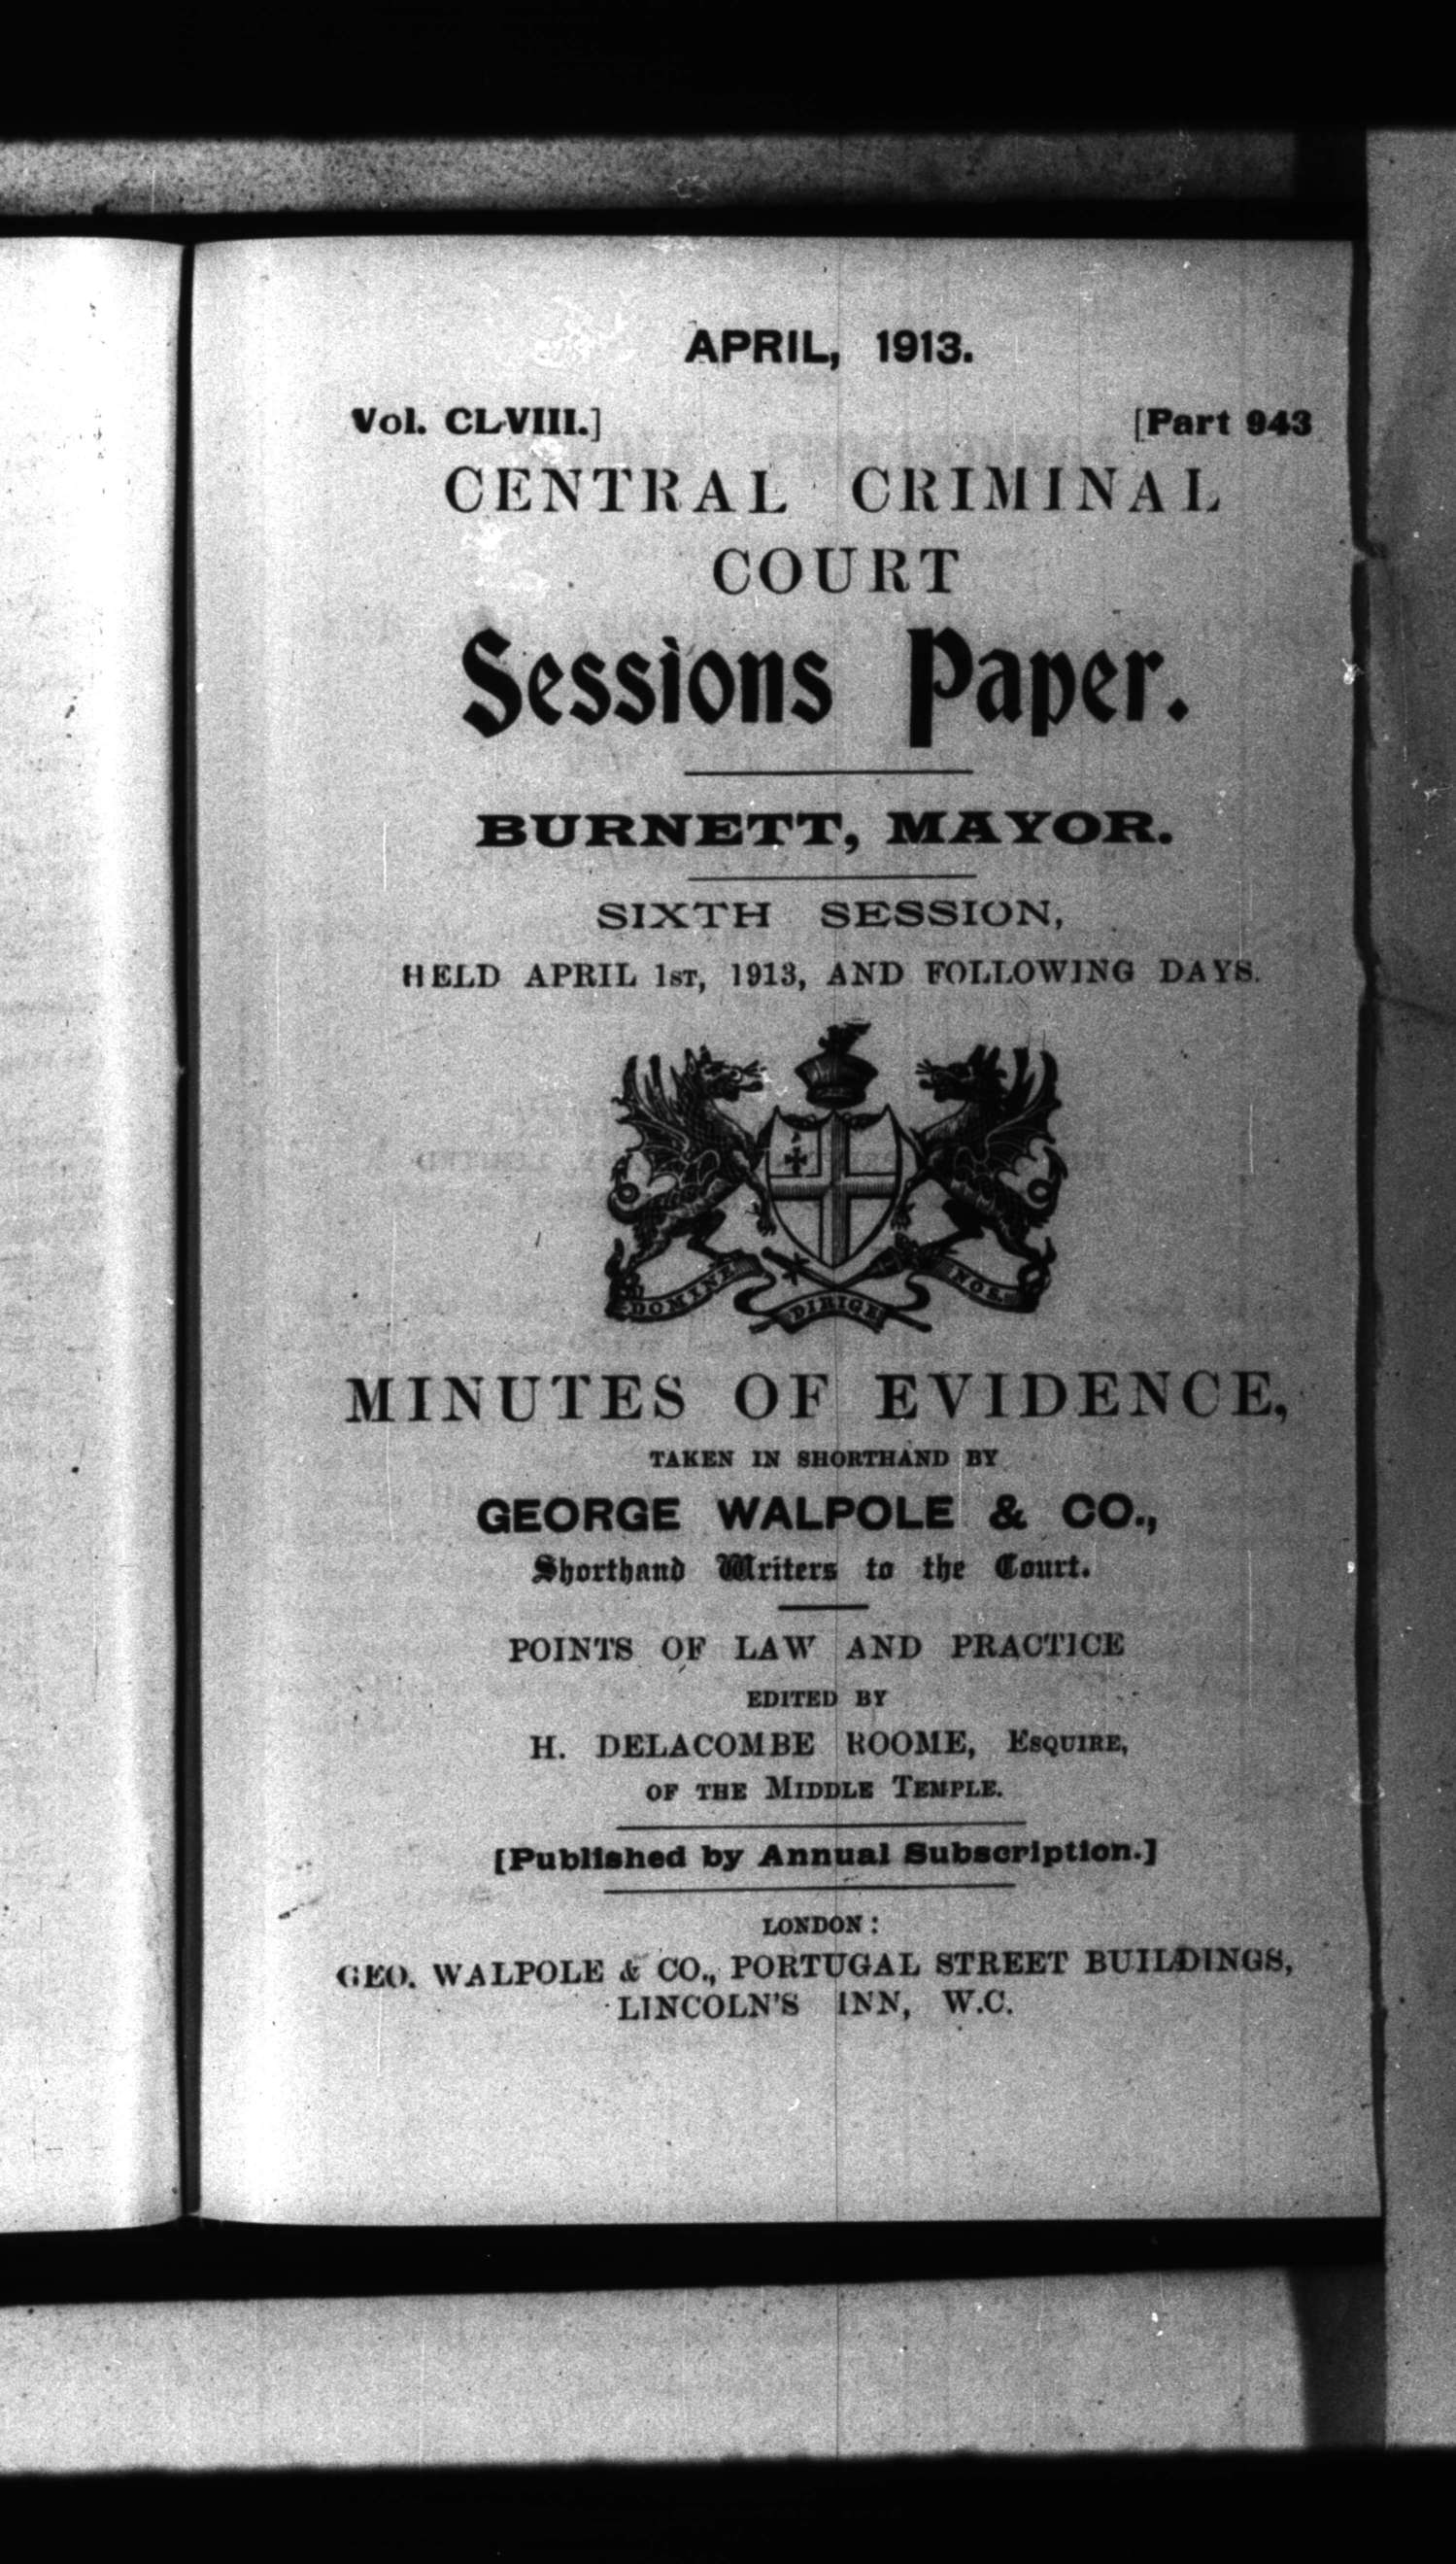 APRIL, 1913.
Vol. CLVIII.] [Part 943
CENTRAL CRIMINAL
COURT
Sessions Paper.
BURNETT, MAYOR.
SIXTH SESSION,
HELD APRIL 1ST, 1913, AND FOLLOWING DAYS.
DOMINE DIRIGE NOS
MINUTES OF EVIDENCE,
TAKEN IN SHORTHAND BY
GEORGE WALPOLE & CO.,
Shorthand Writers to the Court.
POINTS OF LAW AND PRACTICE
EDITED BY
H. DELACOMBE ROOME, ESQUIRE,
OF THE MIDDLE TEMPLE.
[Published by Annual Subscription.]
LONDON:
GEO. WALPOLE & CO., PORTUGAL STREET BUILDINGS,
LINCOLN'S INN, W.C.